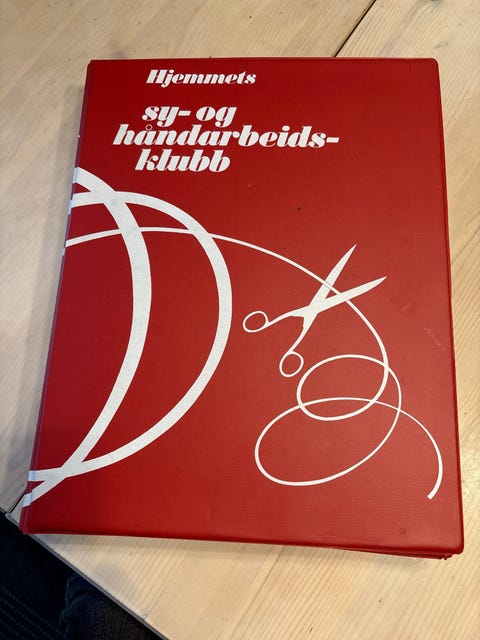 Hjemmets
sy- og
håndarbeids-
klubb